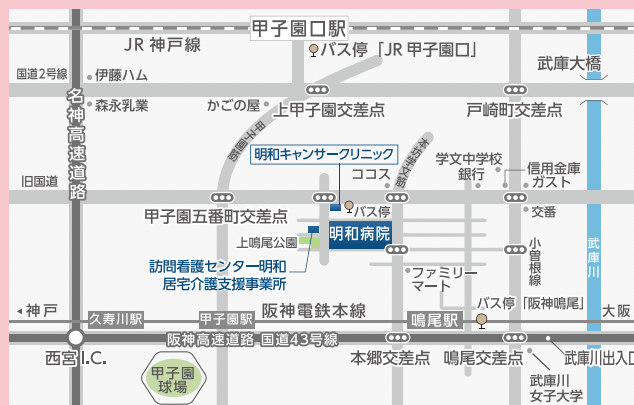 甲子園口駅
JR 神戸線
バス停「JR 甲子園口」
武庫大橋
国道2号線
伊藤ハム
森永乳業
かごの屋
上甲子園交差点
戸崎町交差点
名神高速道路
甲子園筋
本郷学文筋
明和キャンサークリニック
学文中学校
銀行
信用金庫
ガスト
ココス
旧国道
バス停
交番
甲子園五番町交差点
上鳴尾公園
明和病院
小曽根線
武庫川
訪問看護センター明和
居宅介護支援事業所
ファミリー
マート
バス停「阪神鳴尾」
神戸
久寿川駅
甲子園駅
阪神電鉄本線
鳴尾駅
大阪
阪神高速道路 国道43号線
西宮I.C.
本郷交差点
鳴尾交差点
武庫川出入口
甲子園
球場
武庫川
女子大学